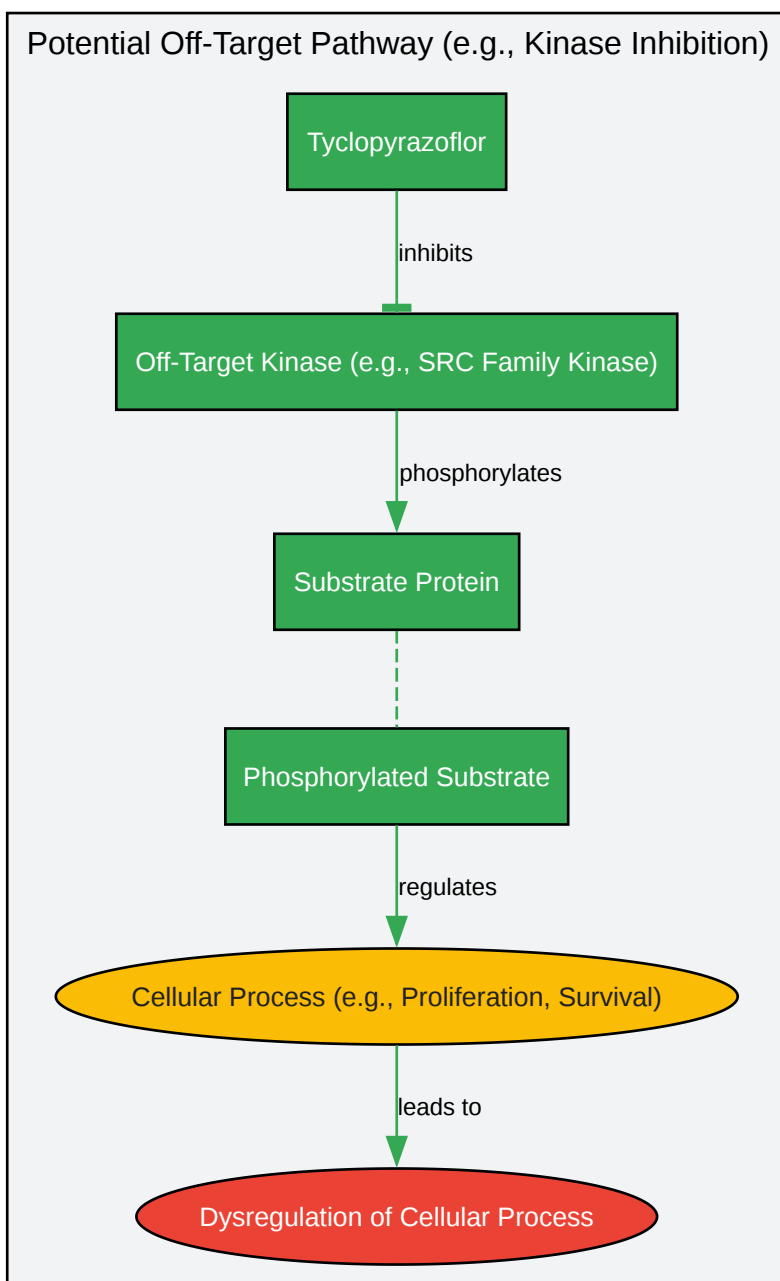 Potential Off-Target Pathway (e.g., Kinase Inhibition)
Tyclopyrazoflor
inhibits
Off-Target Kinase (e.g., SRC Family Kinase)
phosphorylates
Substrate Protein
Phosphorylated Substrate
regulates
Cellular Process (e.g., Proliferation, Survival)
leads to
Dysregulation of Cellular Process